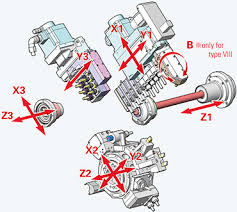 X1
Y1
Y3
B ※only for
type VIII
X3
Z3
Z1
X2
Y2
Z2